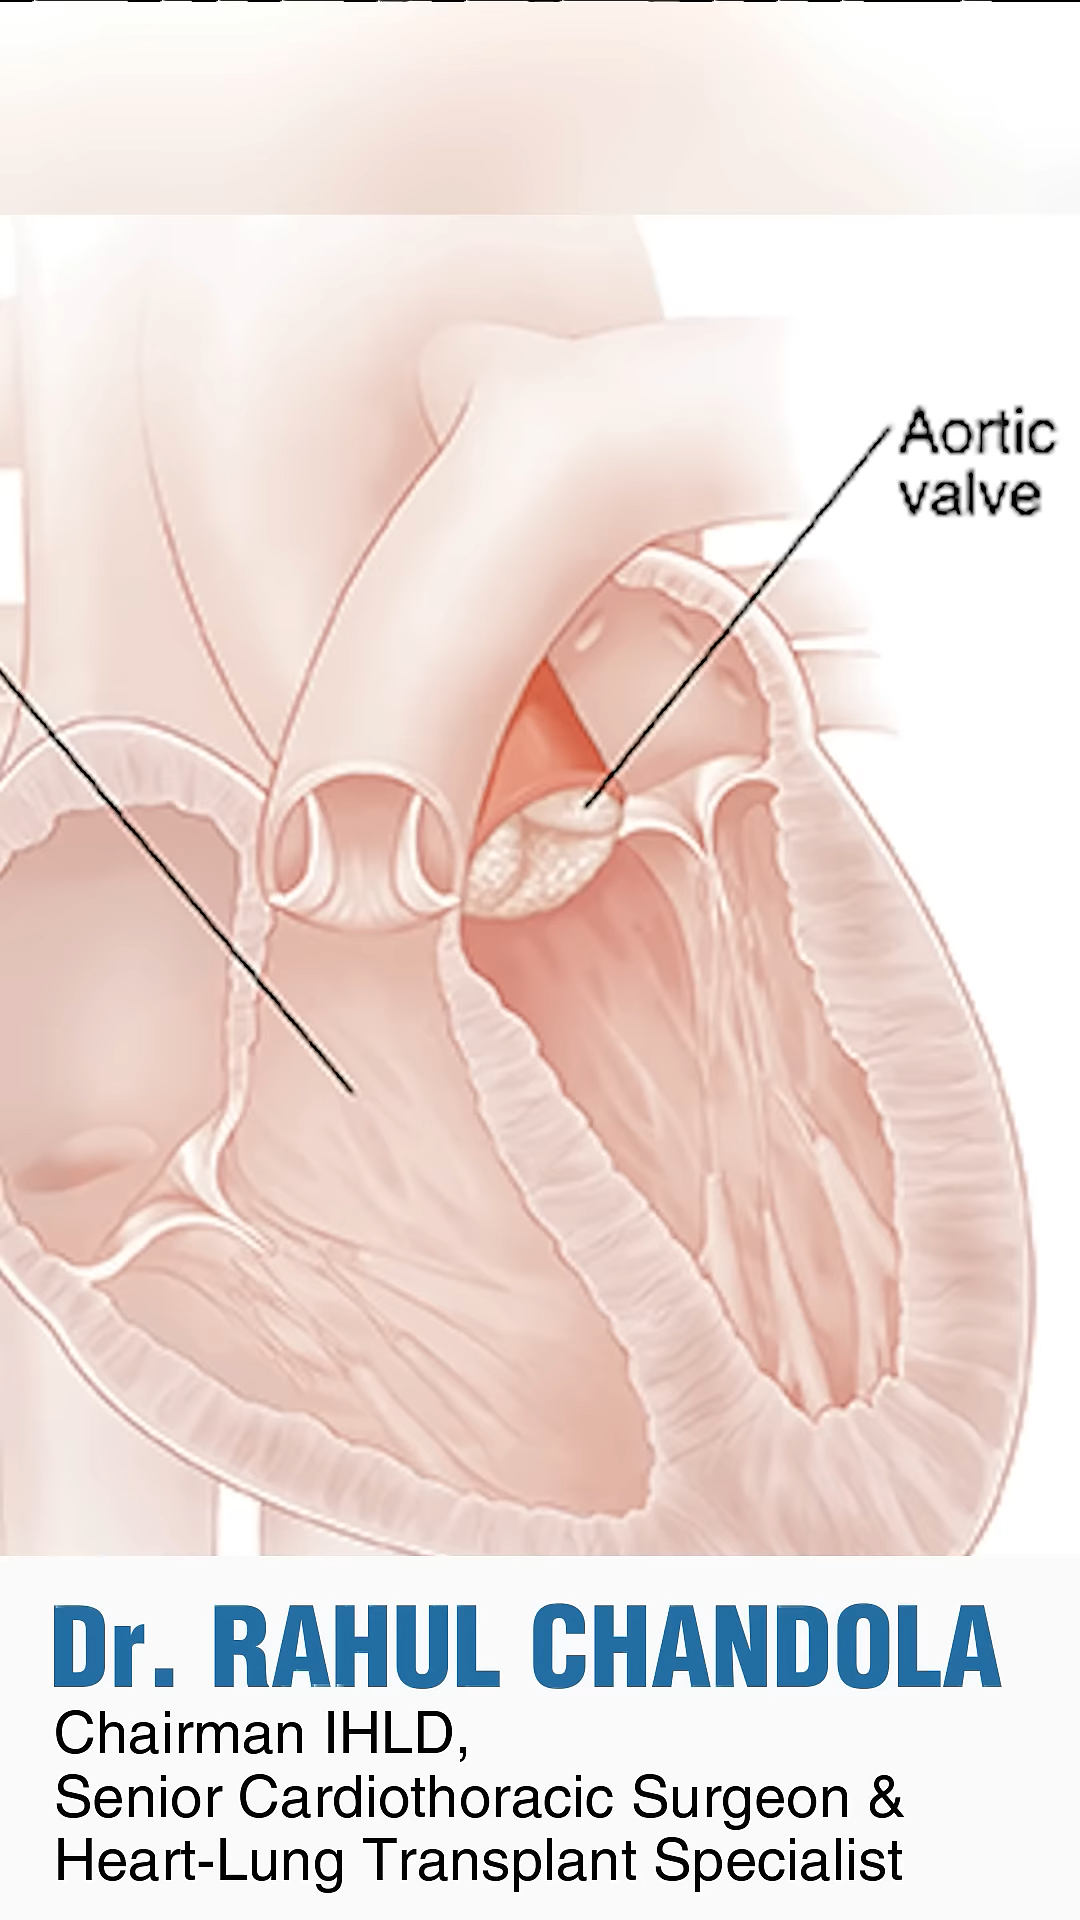 Aortic
valve
Dr. RAHUL CHANDOLA
Chairman IHLD,
Senior Cardiothoracic Surgeon &
Heart-Lung Transplant Specialist